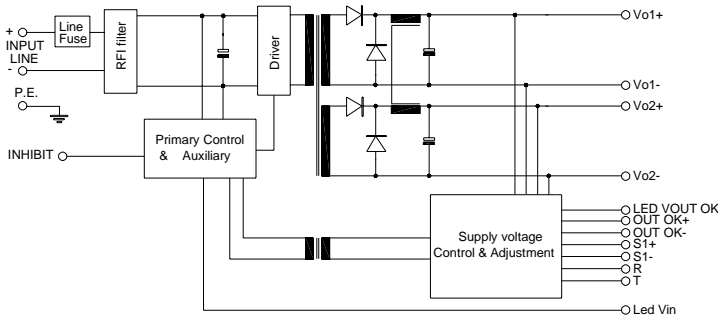 +
INPUT
LINE
-
Line
Fuse
RFI filter
Driver
Vo1+
Vo1-
Vo2+
Vo2-
P.E.
INHIBIT
Primary Control
& Auxiliary
Supply voltage
Control & Adjustment
LED VOUT OK
OUT OK+
OUT OK-
S1+
S1-
R
T
Led Vin